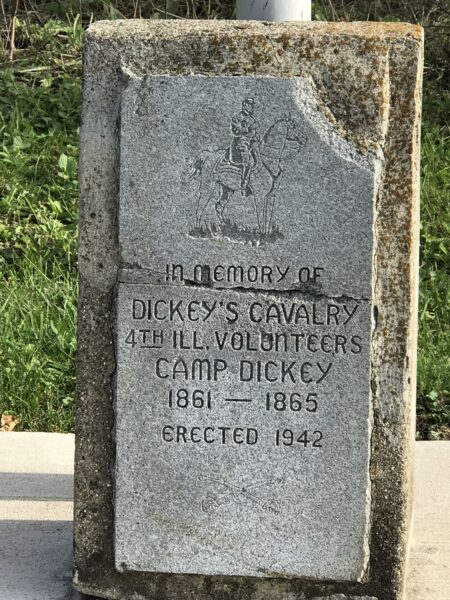 IN MEMORY OF
DICKEY'S CAVALRY
4TH ILL. VOLUNTEERS
CAMP DICKEY
1861 — 1865
ERECTED 1942